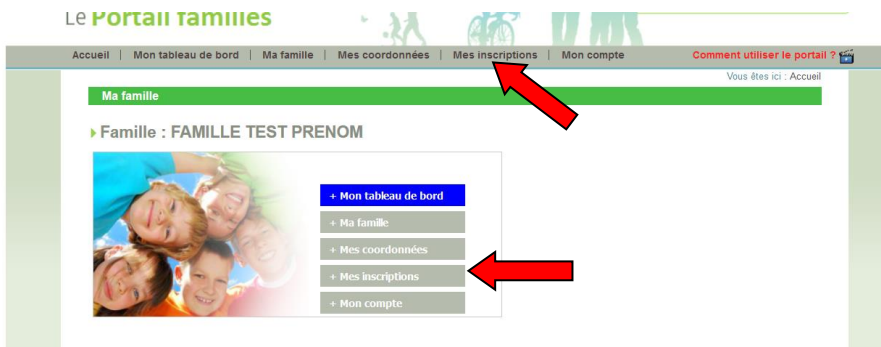 Le Portail familles
Accueil | Mon tableau de bord | Ma famille | Mes coordonnées | Mes inscriptions | Mon compte Comment utiliser le portail ?
Vous êtes ici : Accueil
Ma famille
Famille : FAMILLE TEST PRENOM
+ Mon tableau de bord
+ Ma famille
+ Mes coordonnées
+ Mes inscriptions
+ Mon compte